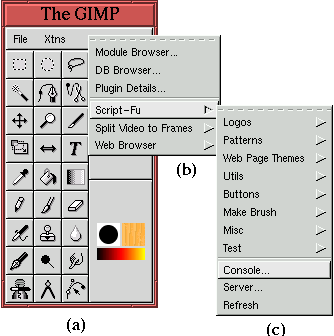 The GIMP
File Xtns
Module Browser...
DB Browser...
Plugin Details...
Script-Fu
Split Video to Frames
Web Browser
T
(b)
Logos
Patterns
Web Page Themes
Utils
Buttons
Make Brush
Misc
Test
Console...
Server...
Refresh
(a)
(c)